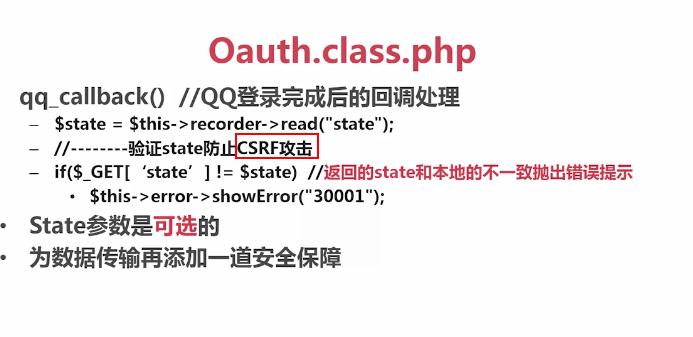 Oauth.class.php
qq_callback() //QQ登录完成后的回调处理
– $state = $this->recorder->read("state");
– //--------验证state防止CSRF攻击
– if($_GET[‘state’] != $state) //返回的state和本地的不一致抛出错误提示
• $this->error->showError("30001");
• State参数是可选的
• 为数据传输再添加一道安全保障